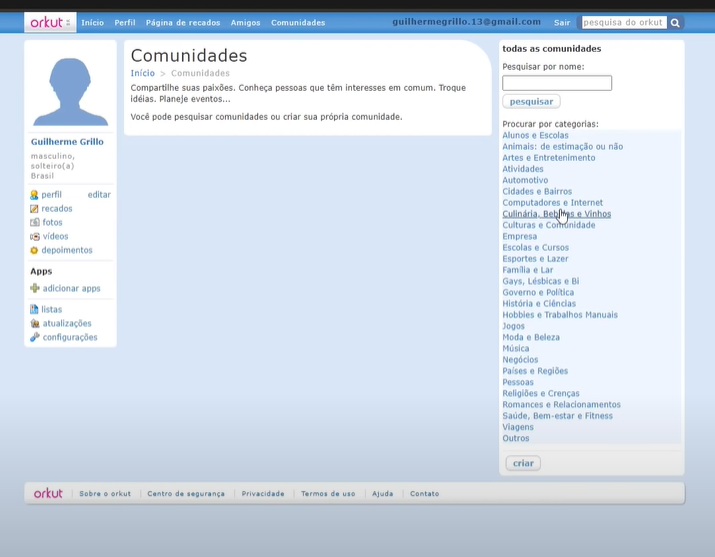 orkut Início Perfil Página de recados Amigos Comunidades guilhermegrillo.13@gmail.com Sair pesquisa do orkut
Guilherme Grillo
masculino,
solteiro(a)
Brasil
perfil editar
recados
fotos
vídeos
depoimentos
Apps
adicionar apps
listas
atualizações
configurações
Comunidades
Início > Comunidades
Compartilhe suas paixões. Conheça pessoas que têm interesses em comum. Troque
idéias. Planeje eventos...
Você pode pesquisar comunidades ou criar sua própria comunidade.
todas as comunidades
Pesquisar por nome:
pesquisar
Procurar por categorias:
Alunos e Escolas
Animais: de estimação ou não
Artes e Entretenimento
Atividades
Automotivo
Cidades e Bairros
Computadores e Internet
Culinária, Bebidas e Vinhos
Culturas e Comunidade
Empresa
Escolas e Cursos
Esportes e Lazer
Família e Lar
Gays, Lésbicas e Bi
Governo e Política
História e Ciências
Hobbies e Trabalhos Manuais
Jogos
Moda e Beleza
Música
Negócios
Países e Regiões
Pessoas
Religiões e Crenças
Romances e Relacionamentos
Saúde, Bem-estar e Fitness
Viagens
Outros
criar
orkut Sobre o orkut Centro de segurança Privacidade Termos de uso Ajuda Contato